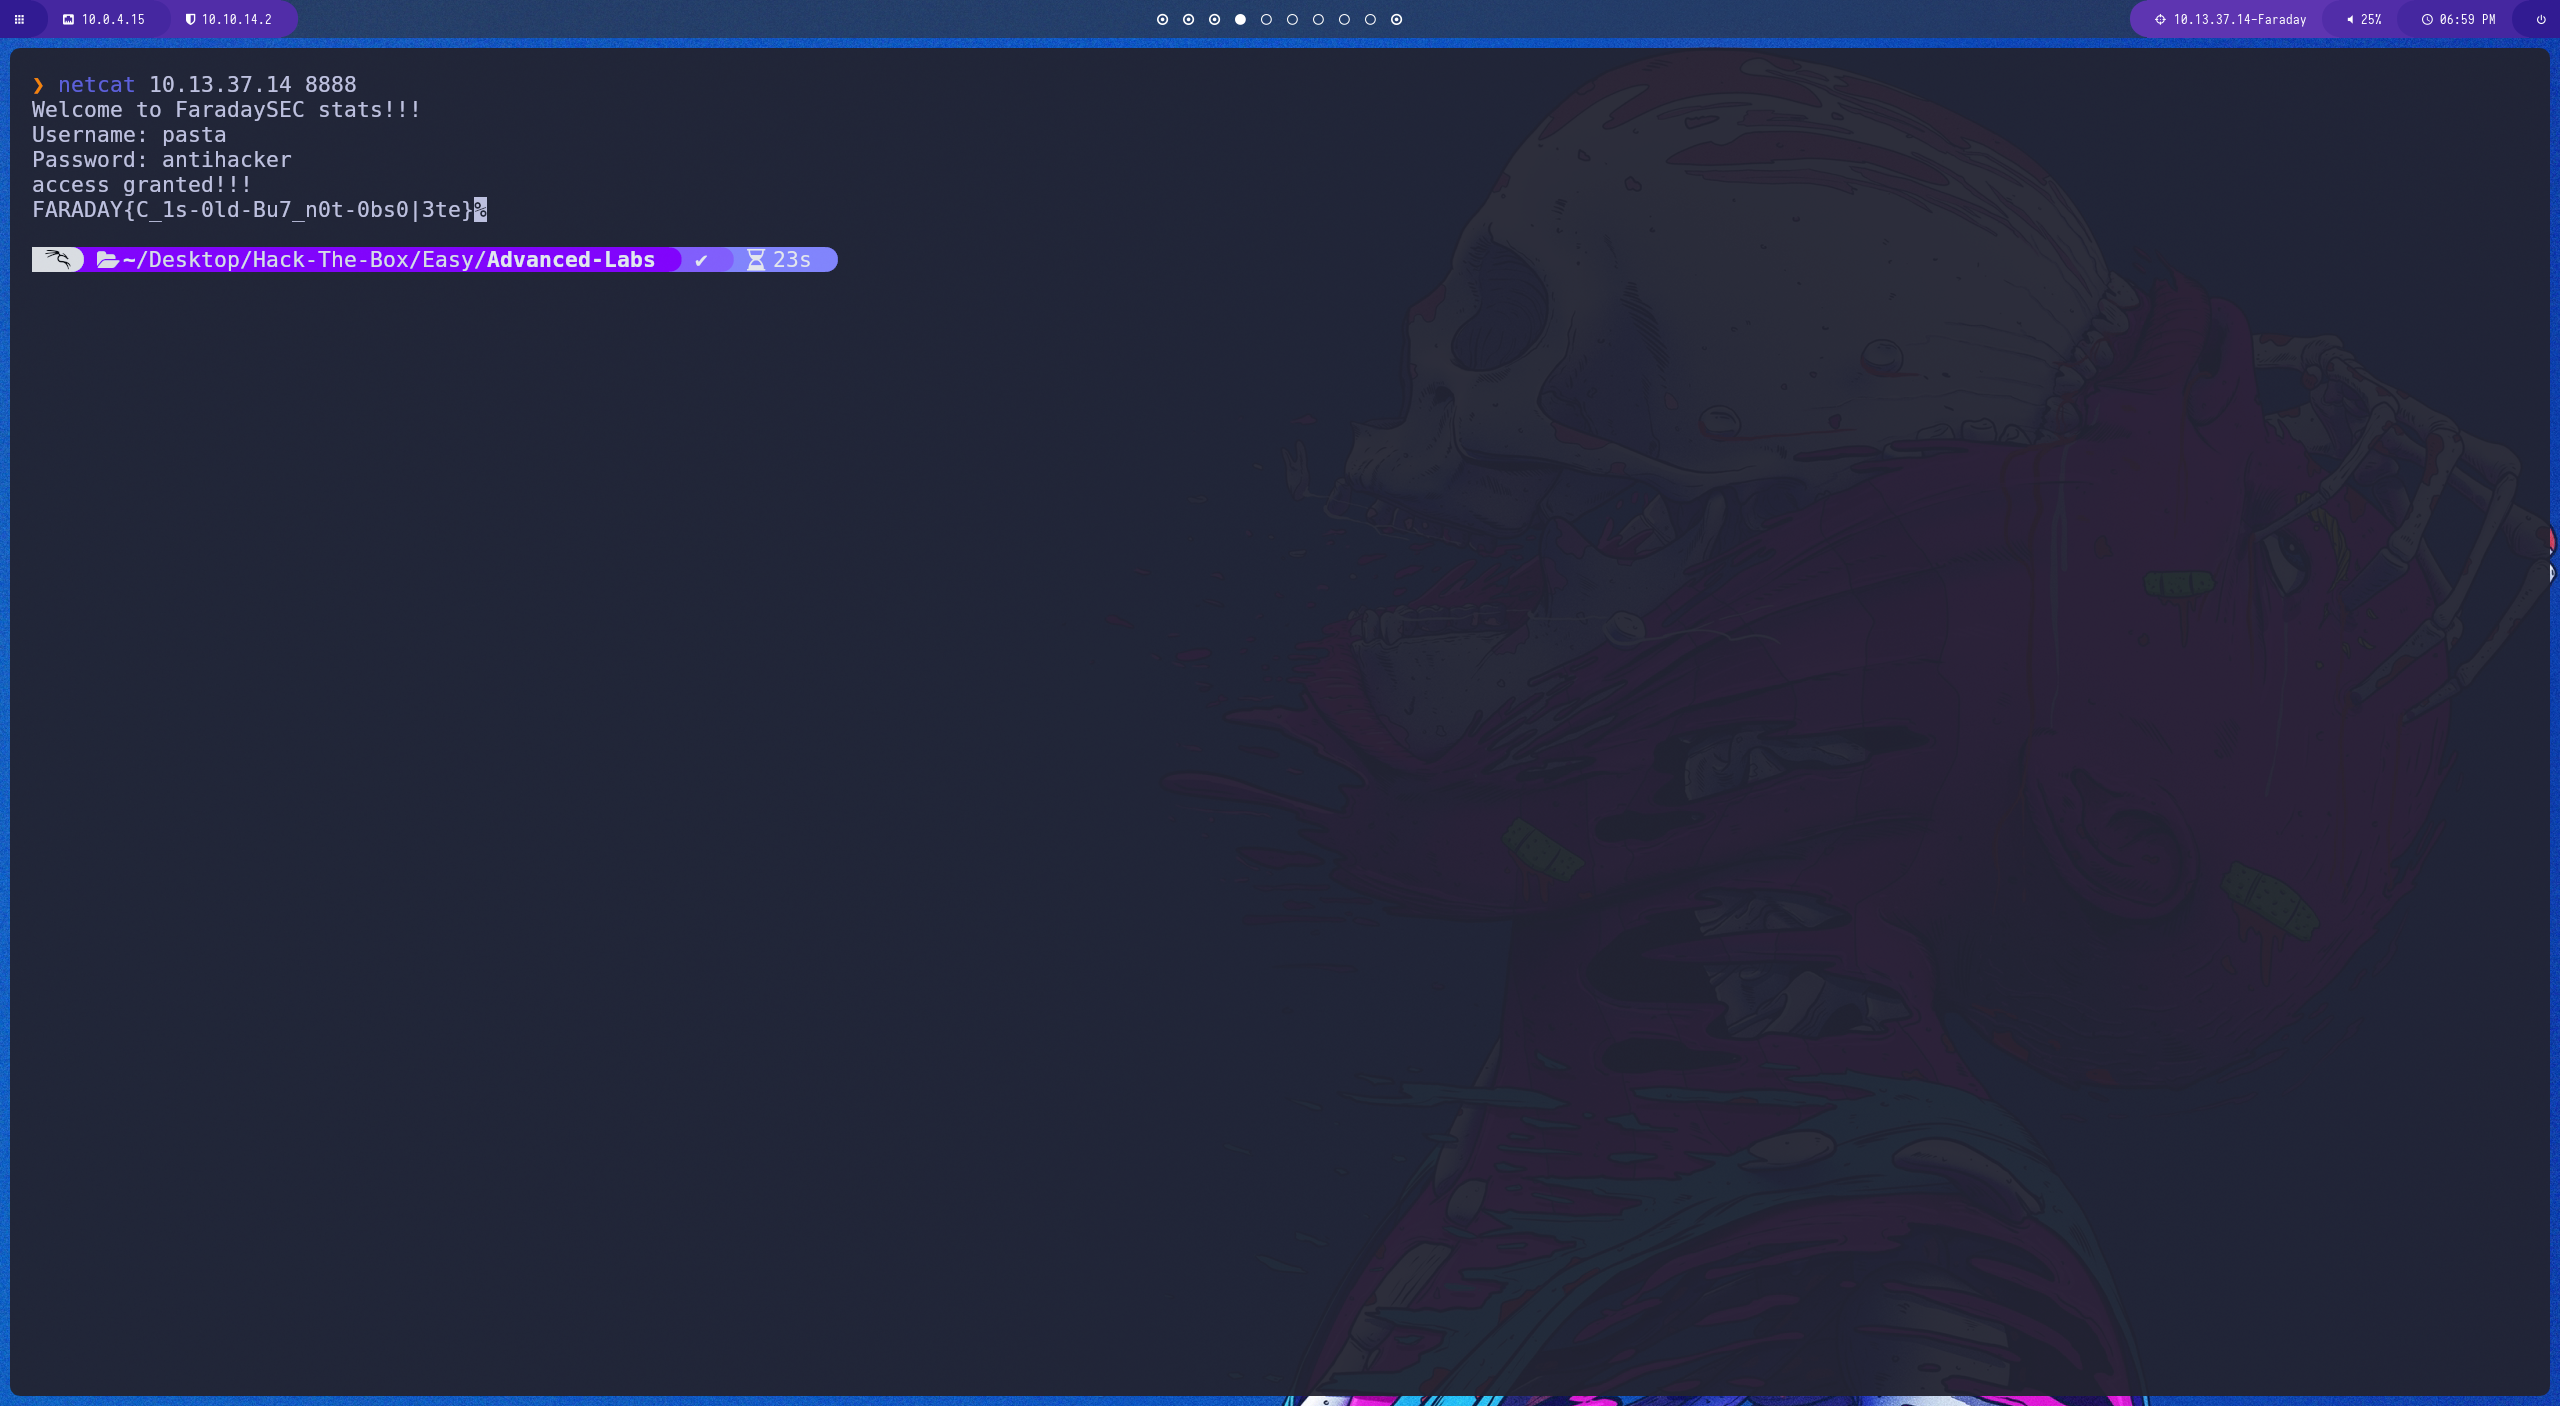 10.0.4.15 10.10.14.2 10.13.37.14-Faraday 25% 06:59 PM
❯ netcat 10.13.37.14 8888
Welcome to FaradaySEC stats!!!
Username: pasta
Password: antihacker
access granted!!!
FARADAY{C_1s-0ld-Bu7_n0t-0bs0|3te}%
~/Desktop/Hack-The-Box/Easy/Advanced-Labs ✔ 23s